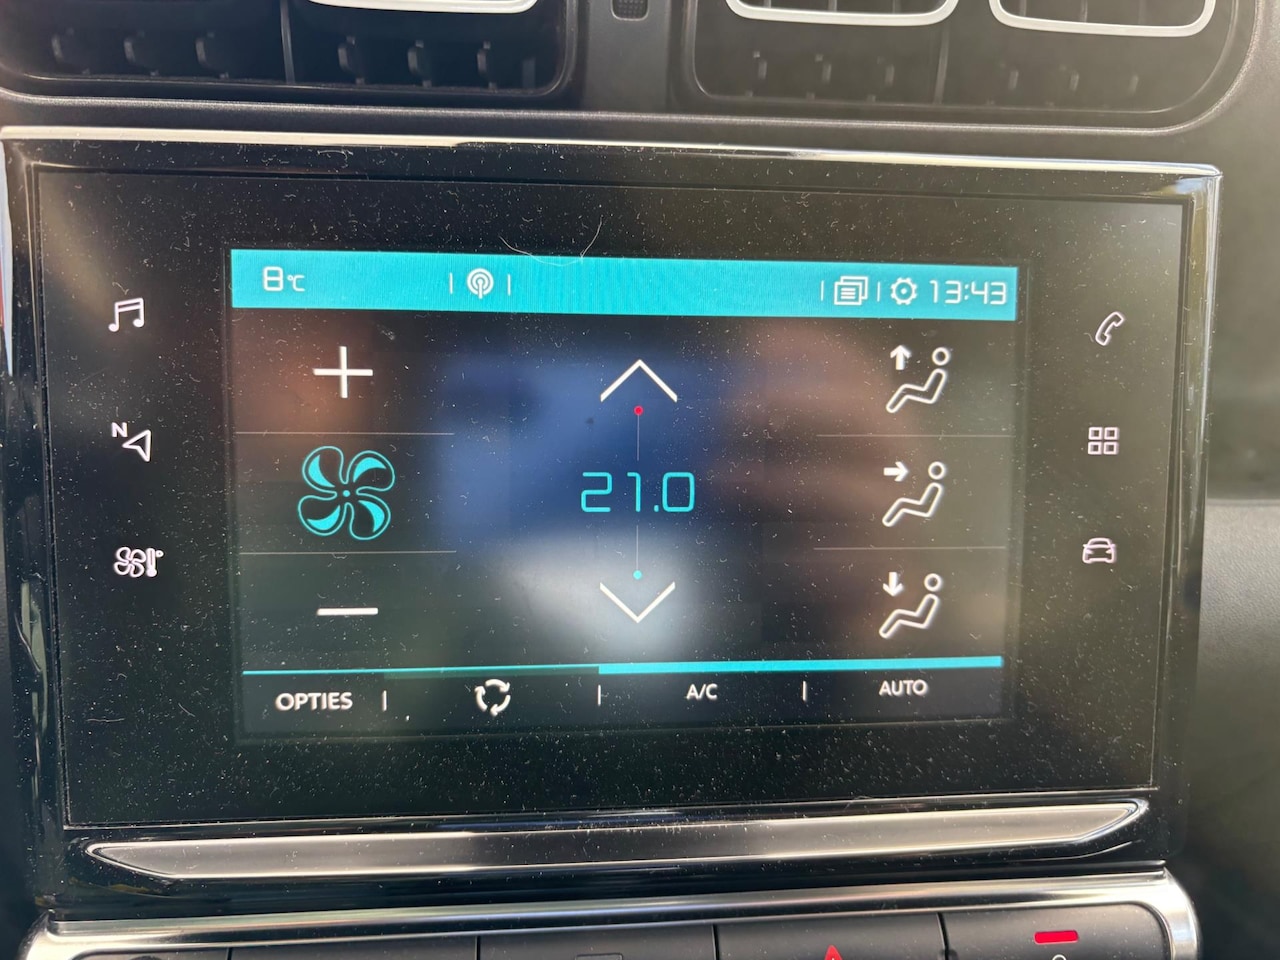 8°C 13:43
N
21.0
OPTIES A/C AUTO